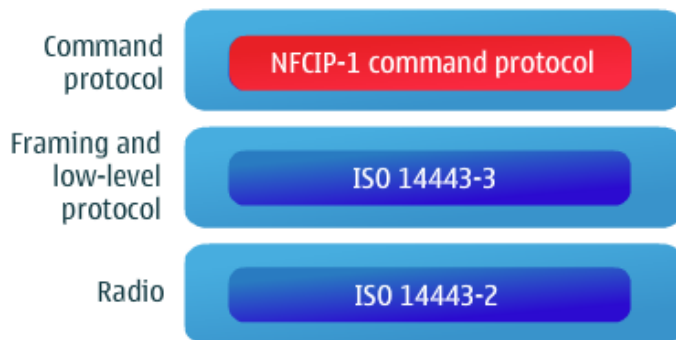 Command
protocol
NFCIP-1 command protocol
Framing and
low-level
protocol
ISO 14443-3
Radio
ISO 14443-2